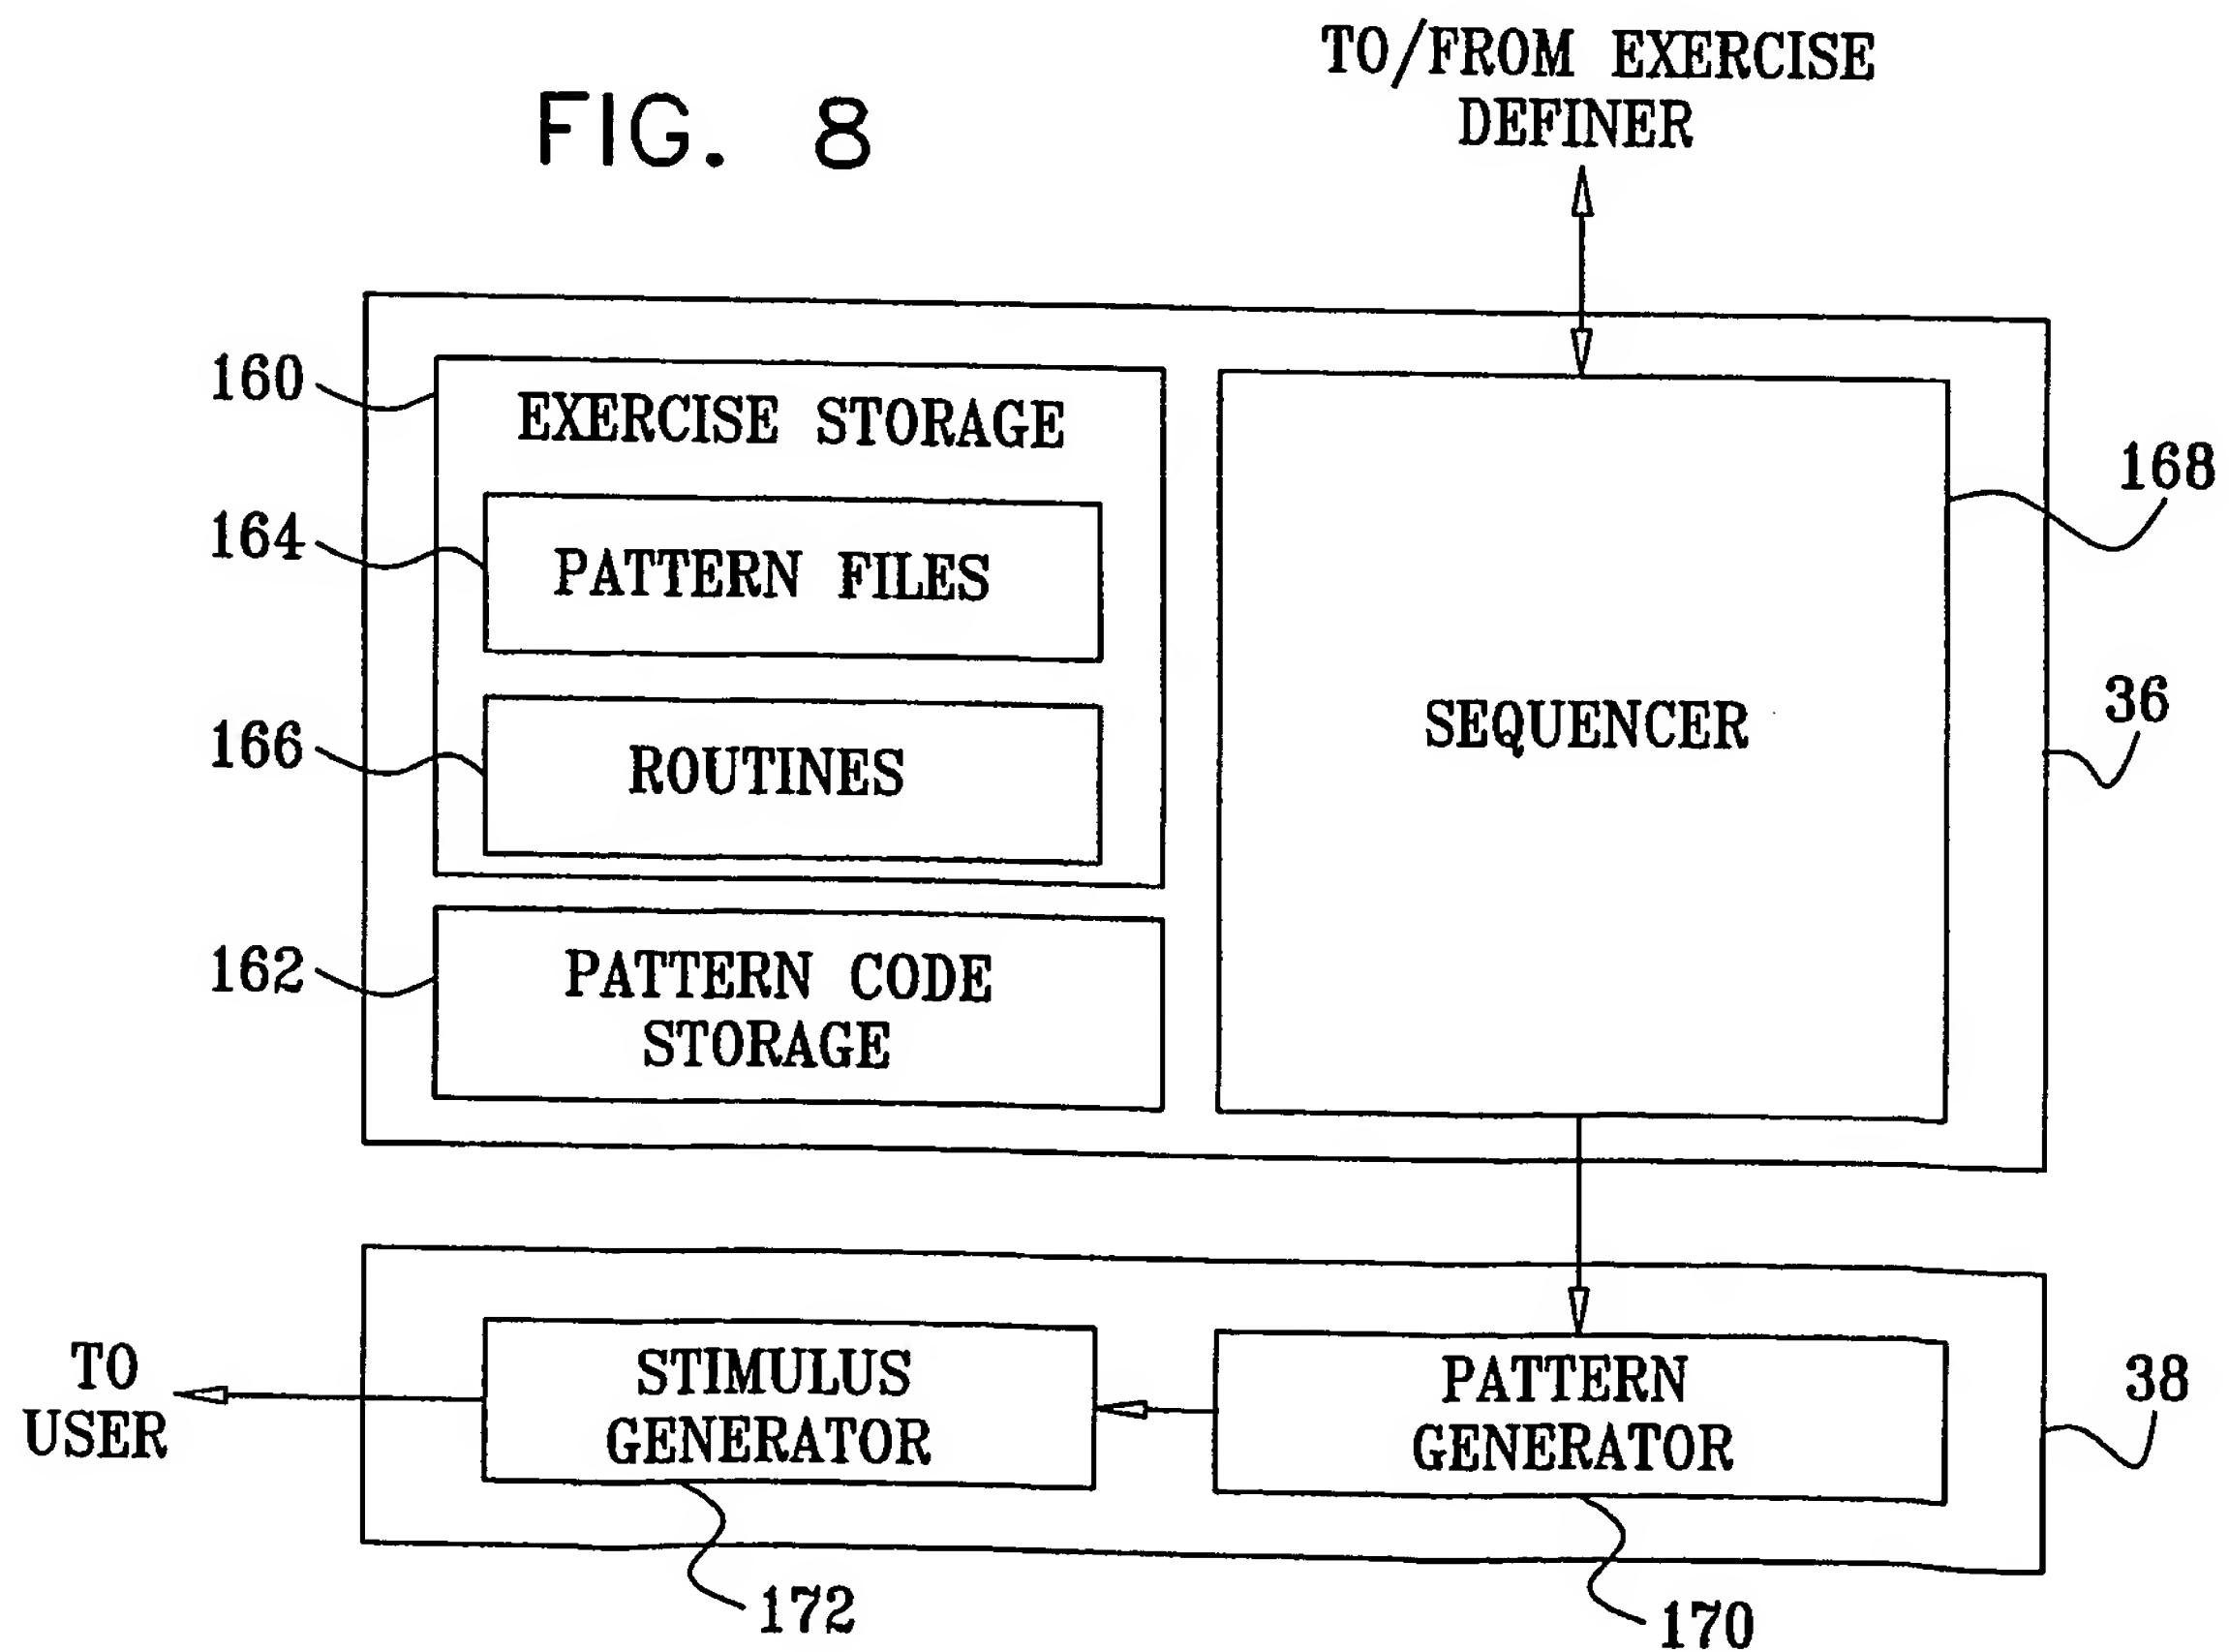 FIG. 8
TO/FROM EXERCISE
DEFINER
160
EXERCISE STORAGE
164
PATTERN FILES
166
ROUTINES
162
PATTERN CODE
STORAGE
SEQUENCER
168
36
TO
USER
STIMULUS
GENERATOR
PATTERN
GENERATOR
38
172
170